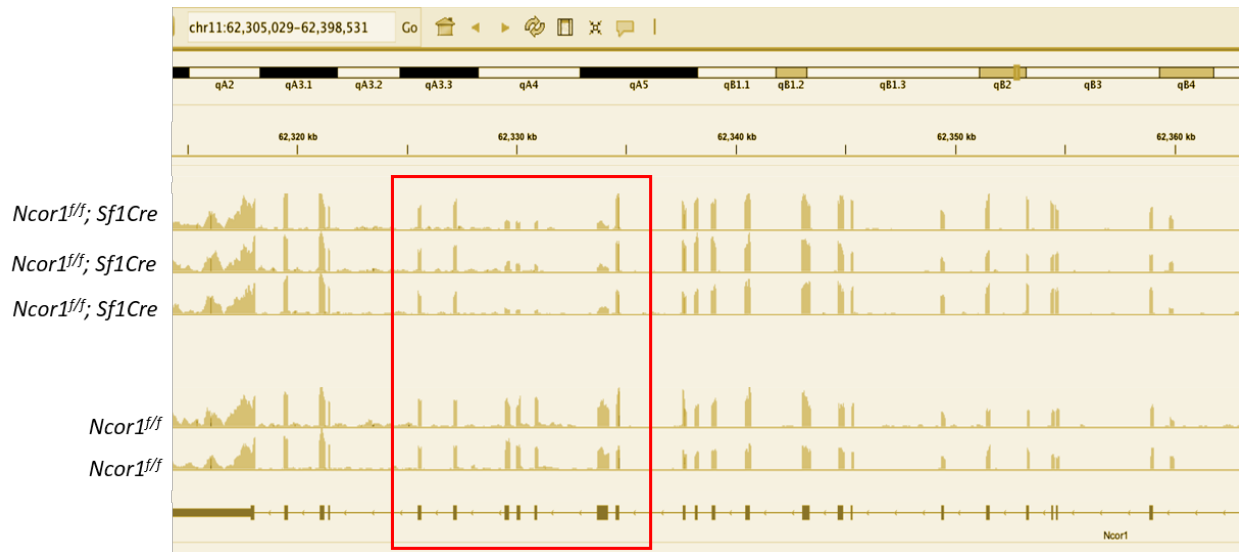 chr11:62,305,029-62,398,531 Go
qA2 qA3.1 qA3.2 qA3.3 qA4 qA5 qB1.1 qB1.2 qB1.3 qB2 qB3 qB4
62,320 kb 62,330 kb 62,340 kb 62,350 kb 62,360 kb
Ncor1f/f; Sf1Cre
Ncor1f/f; Sf1Cre
Ncor1f/f; Sf1Cre
Ncor1f/f
Ncor1f/f
Ncor1